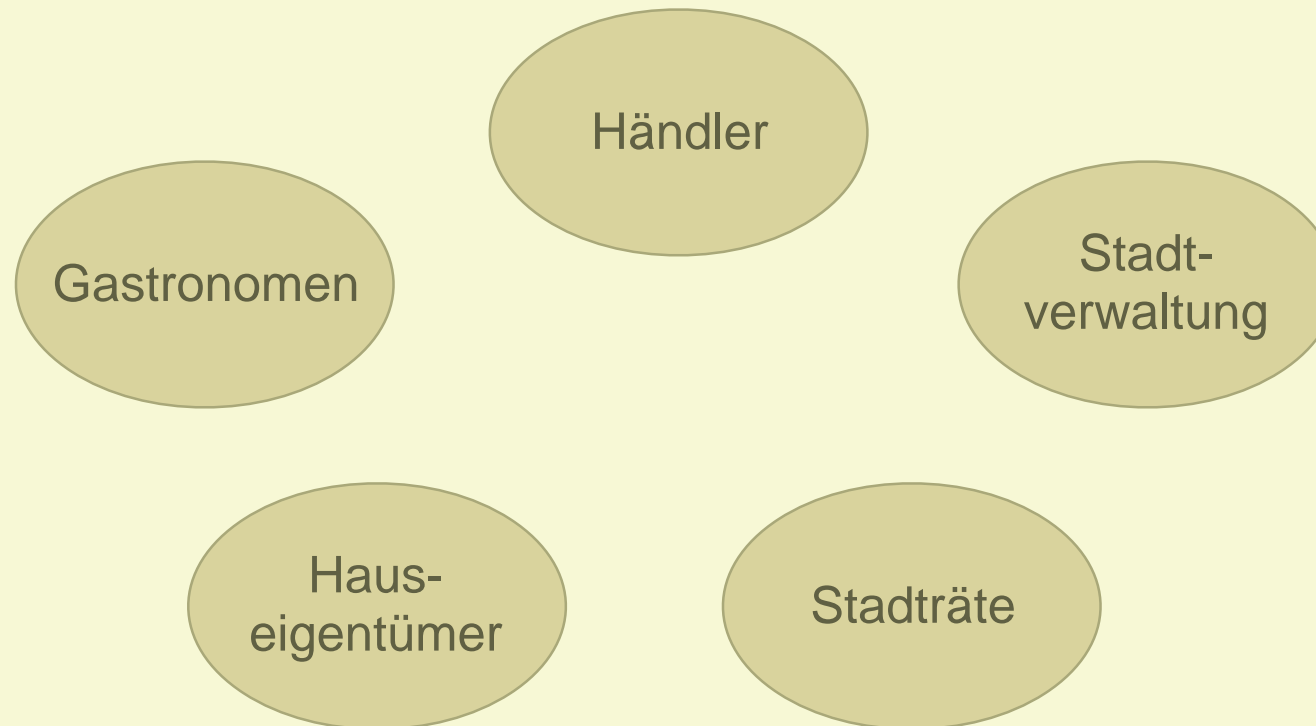 Händler
Gastronomen
Stadt-
verwaltung
Haus-
eigentümer
Stadträte